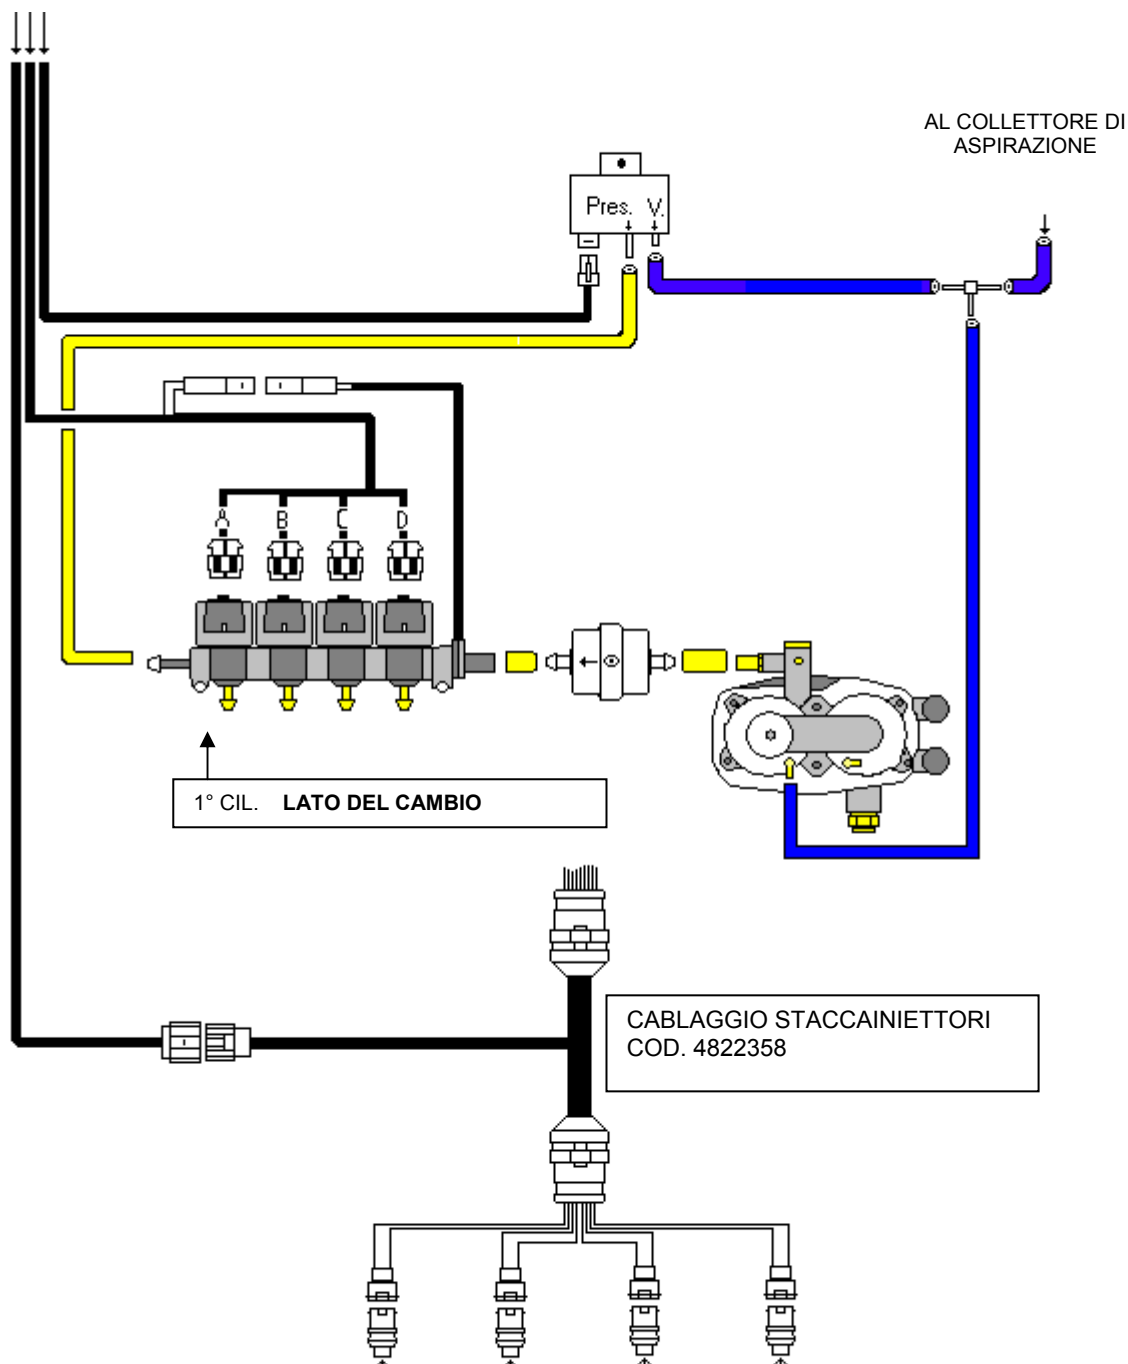 AL COLLETTORE DI
ASPIRAZIONE
Pres. V.
A B C D
1° CIL. LATO DEL CAMBIO
CABLAGGIO STACCAINIETTORI
COD. 4822358